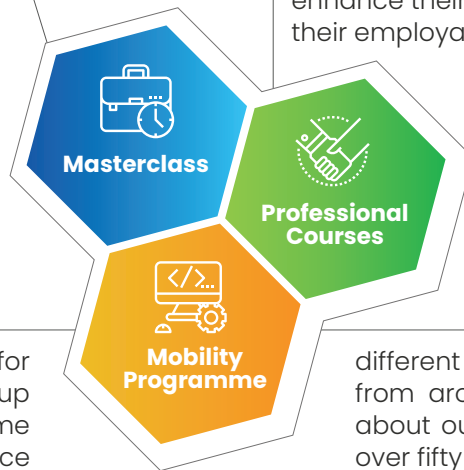 enhance their
their employa
Masterclass
Professional
Courses
</>...
Mobility
Programme
for
up
me
ce
different
from aro
about ou
over fifty